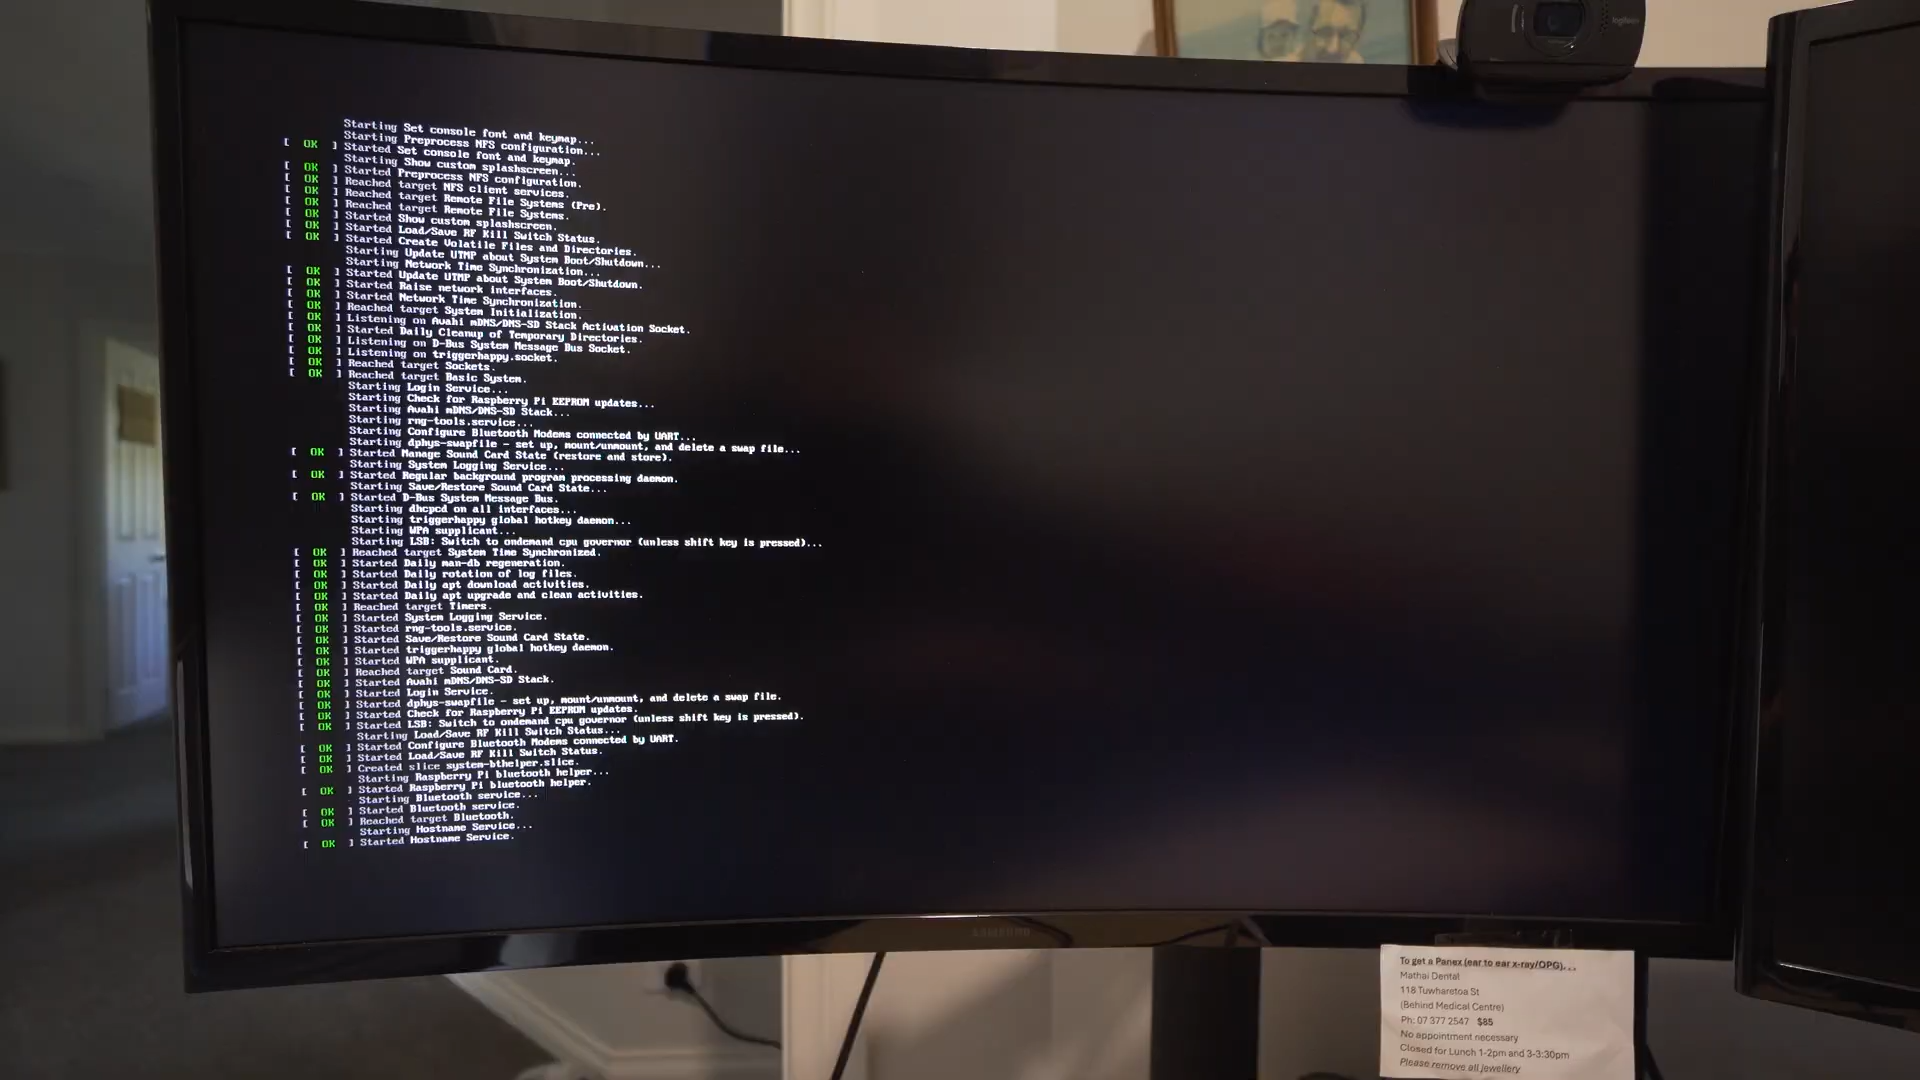 logitech
Starting Set console font and keymap...
Starting Preprocess NFS configuration...
[ OK ] Started Set console font and keymap.
Starting Show custom splashscreen...
[ OK ] Started Preprocess NFS configuration.
[ OK ] Reached target NFS client services.
[ OK ] Reached target Remote File Systems (Pre).
[ OK ] Reached target Remote File Systems.
[ OK ] Started Show custom splashscreen.
[ OK ] Started Load/Save RF Kill Switch Status.
[ OK ] Started Create Volatile Files and Directories.
Starting Update UTMP about System Boot/Shutdown...
Starting Network Time Synchronization...
[ OK ] Started Update UTMP about System Boot/Shutdown.
[ OK ] Started Raise network interfaces.
[ OK ] Started Network Time Synchronization.
[ OK ] Reached target System Initialization.
[ OK ] Listening on Avahi mDNS/DNS-SD Stack Activation Socket.
[ OK ] Started Daily Cleanup of Temporary Directories.
[ OK ] Listening on D-Bus System Message Bus Socket.
[ OK ] Listening on triggerhappy.socket.
[ OK ] Reached target Sockets.
[ OK ] Reached target Basic System.
Starting Login Service...
Starting Check for Raspberry Pi EEPROM updates...
Starting Avahi mDNS/DNS-SD Stack...
Starting rng-tools.service...
Starting Configure Bluetooth Modems connected by UART...
Starting dphys-swapfile - set up, mount/unmount, and delete a swap file...
[ OK ] Started Manage Sound Card State (restore and store).
Starting System Logging Service...
[ OK ] Started Regular background program processing daemon.
Starting Save/Restore Sound Card State...
[ OK ] Started D-Bus System Message Bus.
Starting dhcpcd on all interfaces...
Starting triggerhappy global hotkey daemon...
Starting WPA supplicant...
Starting LSB: Switch to ondemand cpu governor (unless shift key is pressed)...
[ OK ] Reached target System Time Synchronized.
[ OK ] Started Daily man-db regeneration.
[ OK ] Started Daily rotation of log files.
[ OK ] Started Daily apt download activities.
[ OK ] Started Daily apt upgrade and clean activities.
[ OK ] Reached target Timers.
[ OK ] Started System Logging Service.
[ OK ] Started rng-tools.service.
[ OK ] Started Save/Restore Sound Card State.
[ OK ] Started triggerhappy global hotkey daemon.
[ OK ] Started WPA supplicant.
[ OK ] Reached target Sound Card.
[ OK ] Started Avahi mDNS/DNS-SD Stack.
[ OK ] Started Login Service.
[ OK ] Started dphys-swapfile - set up, mount/unmount, and delete a swap file.
[ OK ] Started Check for Raspberry Pi EEPROM updates.
[ OK ] Started LSB: Switch to ondemand cpu governor (unless shift key is pressed).
Starting Load/Save RF Kill Switch Status...
[ OK ] Started Configure Bluetooth Modems connected by UART.
[ OK ] Started Load/Save RF Kill Switch Status.
[ OK ] Created slice system-bthelper.slice.
Starting Raspberry Pi bluetooth helper...
[ OK ] Started Raspberry Pi bluetooth helper.
Starting Bluetooth service...
[ OK ] Started Bluetooth service.
[ OK ] Reached target Bluetooth.
Starting Hostname Service...
[ OK ] Started Hostname Service.
SAMSUNG
To get a Panex (ear to ear x-ray/OPG)...
Mathai Dental
118 Tuwharetoa St
(Behind Medical Centre)
Ph: 07 377 2547 $85
No appointment necessary
Closed for Lunch 1-2pm and 3-3:30pm
Please remove all jewellery